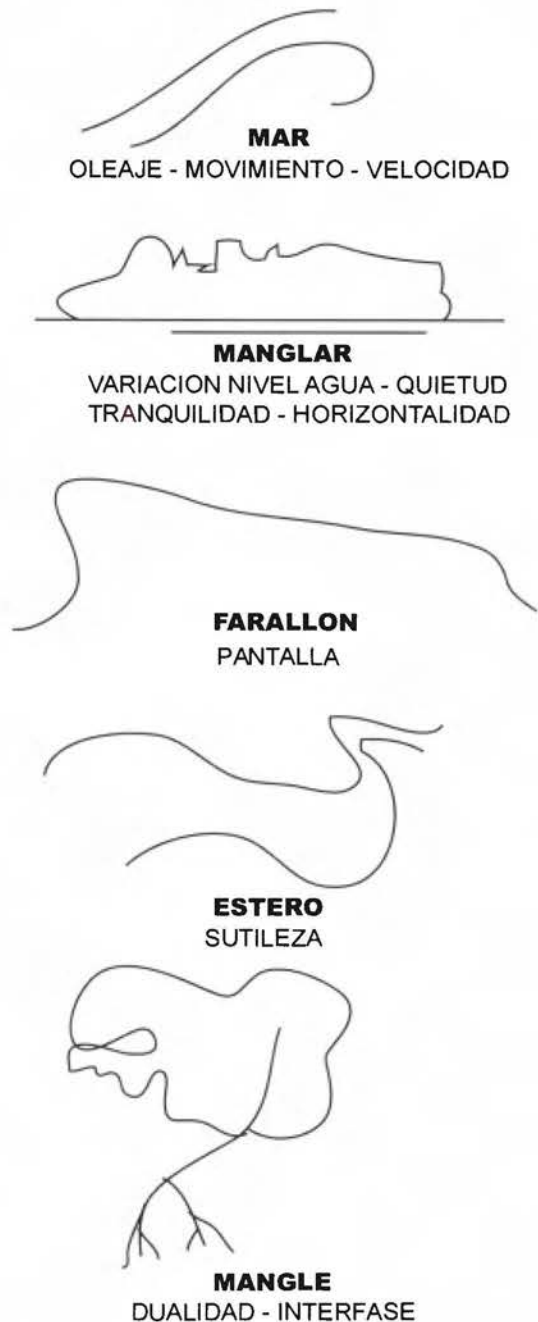 MAR
OLEAJE - MOVIMIENTO - VELOCIDAD
MANGLAR
VARIACION NIVEL AGUA - QUIETUD
TRANQUILIDAD - HORIZONTALIDAD
FARALLON
PANTALLA
ESTERO
SUTILEZA
MANGLE
DUALIDAD - INTERFASE